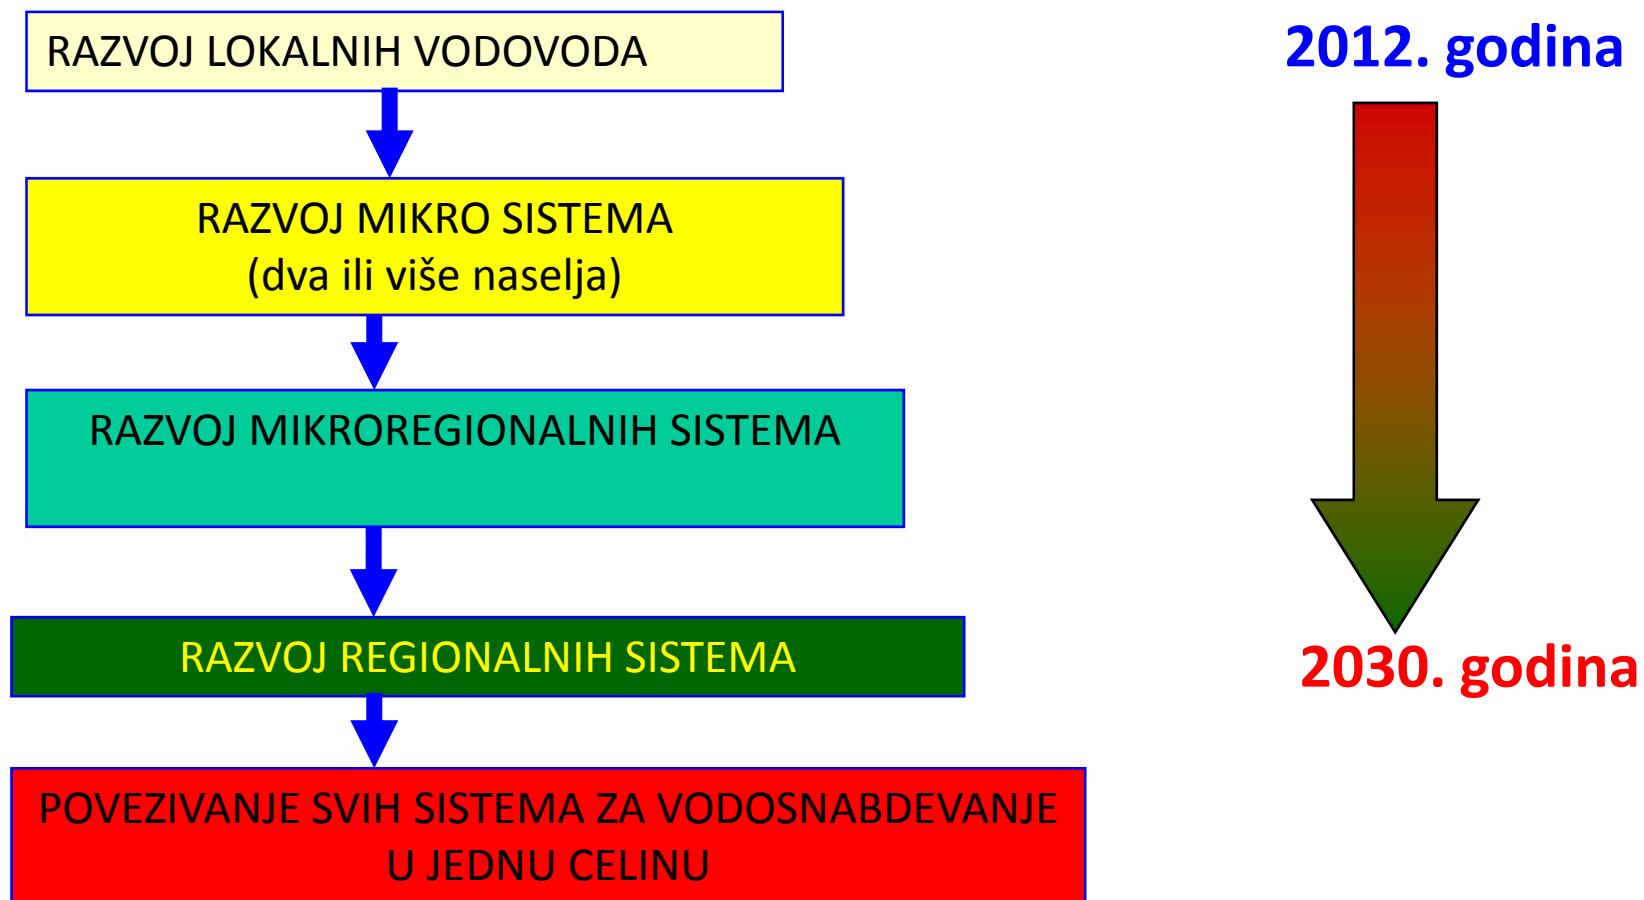 RAZVOJ LOKALNIH VODOVODA
2012. godina
RAZVOJ MIKRO SISTEMA
(dva ili više naselja)
RAZVOJ MIKROREGIONALNIH SISTEMA
RAZVOJ REGIONALNIH SISTEMA
2030. godina
POVEZIVANJE SVIH SISTEMA ZA VODOSNABDEVANJE
U JEDNU CELINU